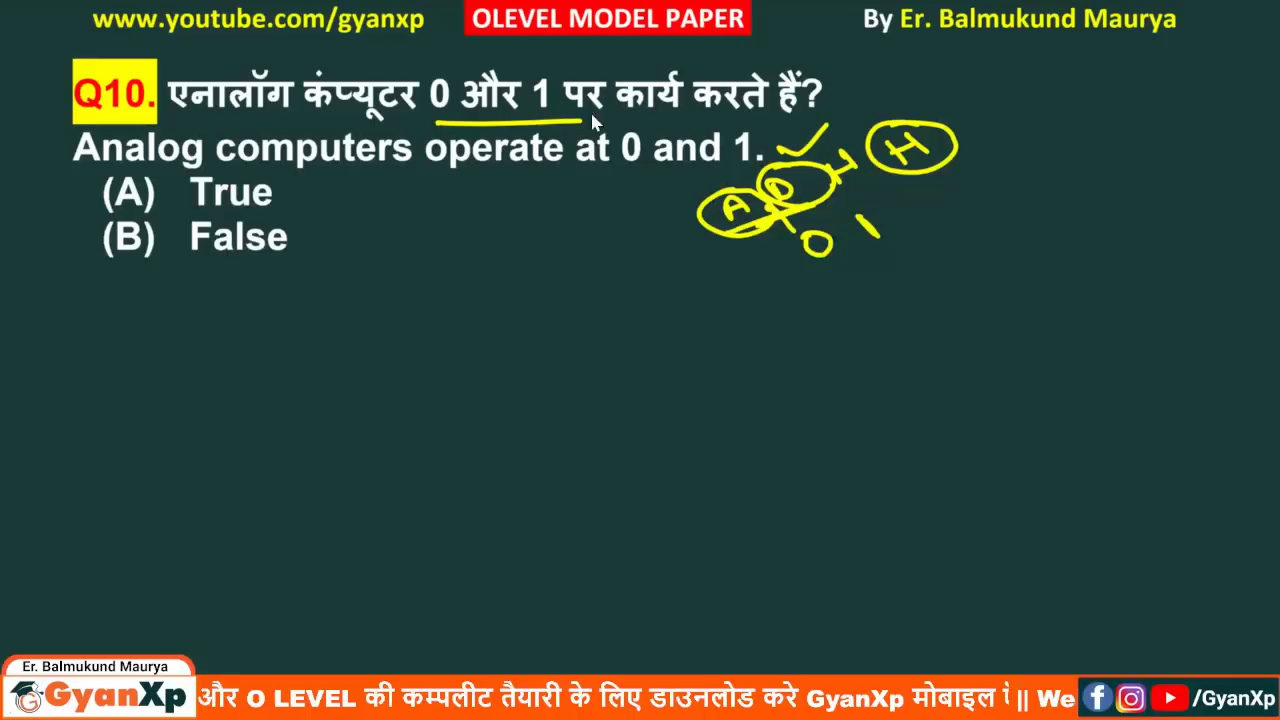 www.youtube.com/gyanxp OLEVEL MODEL PAPER By Er. Balmukund Maurya
Q10. एनालॉग कंप्यूटर 0 और 1 पर कार्य करते हैं?
Analog computers operate at 0 and 1.
H
A D
0 1
(A) True
(B) False
Er. Balmukund Maurya
GyanXp और O LEVEL की कम्पलीट तैयारी के लिए डाउनलोड करे GyanXp मोबाइल || We /GyanXp